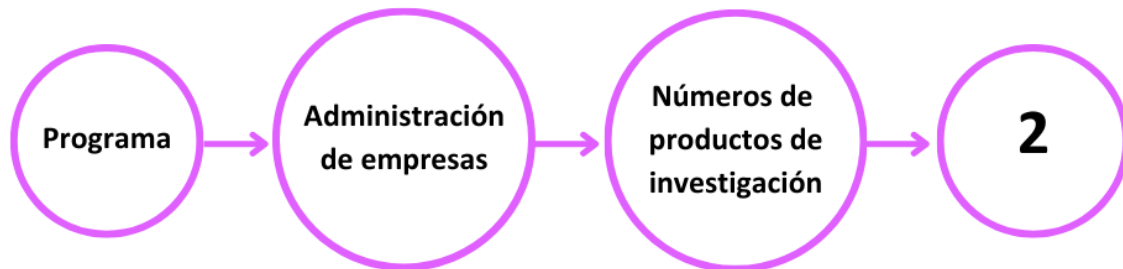 Programa
Administración
de empresas
Números de
productos de
investigación
2